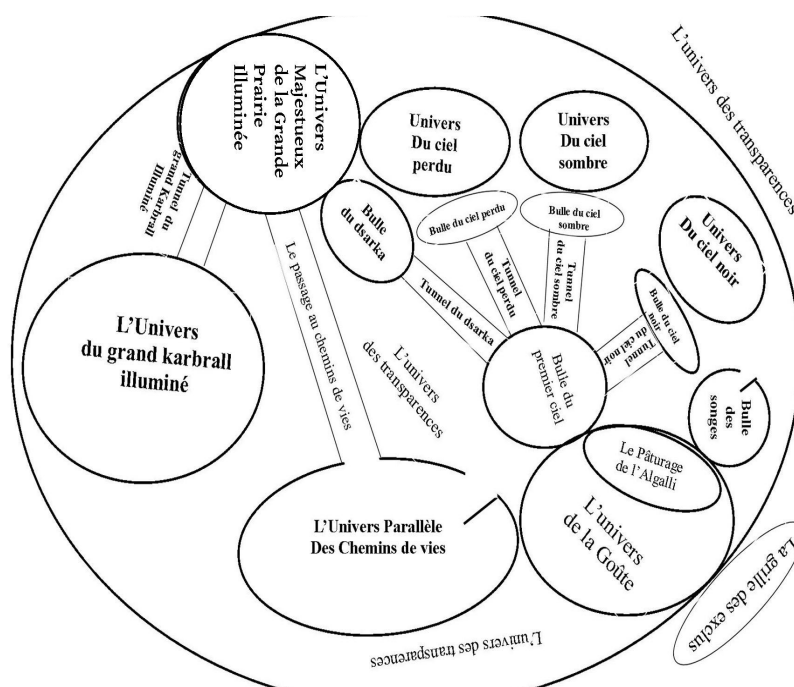 L'Univers
Majestueux
de la Grande
Prairie
Illuminée
Univers
Du ciel
perdu
Univers
Du ciel
sombre
L'univers des transparences
Tunnel du
grand Karbrall
Illuminé
Bulle
du dsarka
Bulle du ciel perdu
Bulle du ciel
sombre
Univers
Du ciel noir
Tunnel du dsarka
Tunnel
du ciel perdu
Tunnel
du ciel sombre
Bulle du ciel
noir
Tunnel
du ciel noir
L'Univers
du grand karbrall
illuminé
Le passage au chemins de vies
L'univers
des transparences
Bulle du
premier ciel
Bulle
des
songes
Le Pâturage
de l'Algalli
L'univers
de la Goûte
L'Univers Parallèle
Des Chemins de vies
La grille des exclus
L'univers des transparences